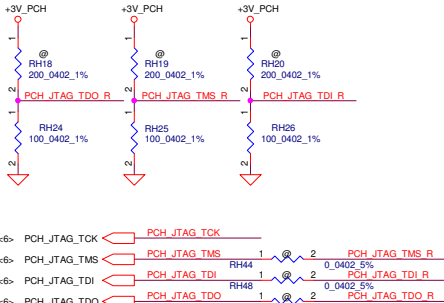 +3V_PCH +3V_PCH +3V_PCH
1 1 1
@ @ @
RH18 RH19 RH20
200_0402_1% 200_0402_1% 200_0402_1%
2 2 2
PCH_JTAG_TDO_R PCH_JTAG_TMS_R PCH_JTAG_TDI_R
1 1 1
RH24 RH25 RH26
100_0402_1% 100_0402_1% 100_0402_1%
2 2 2
<6> PCH_JTAG_TCK PCH_JTAG_TCK
<6> PCH_JTAG_TMS PCH_JTAG_TMS 1 @ 2 PCH_JTAG_TMS_R
RH44 0_0402_5%
<6> PCH_JTAG_TDI PCH_JTAG_TDI 1 @ 2 PCH_JTAG_TDI_R
RH48 0_0402_5%
<6> PCH_JTAG_TDO PCH_JTAG_TDO 1 @ 2 PCH_JTAG_TDO_R